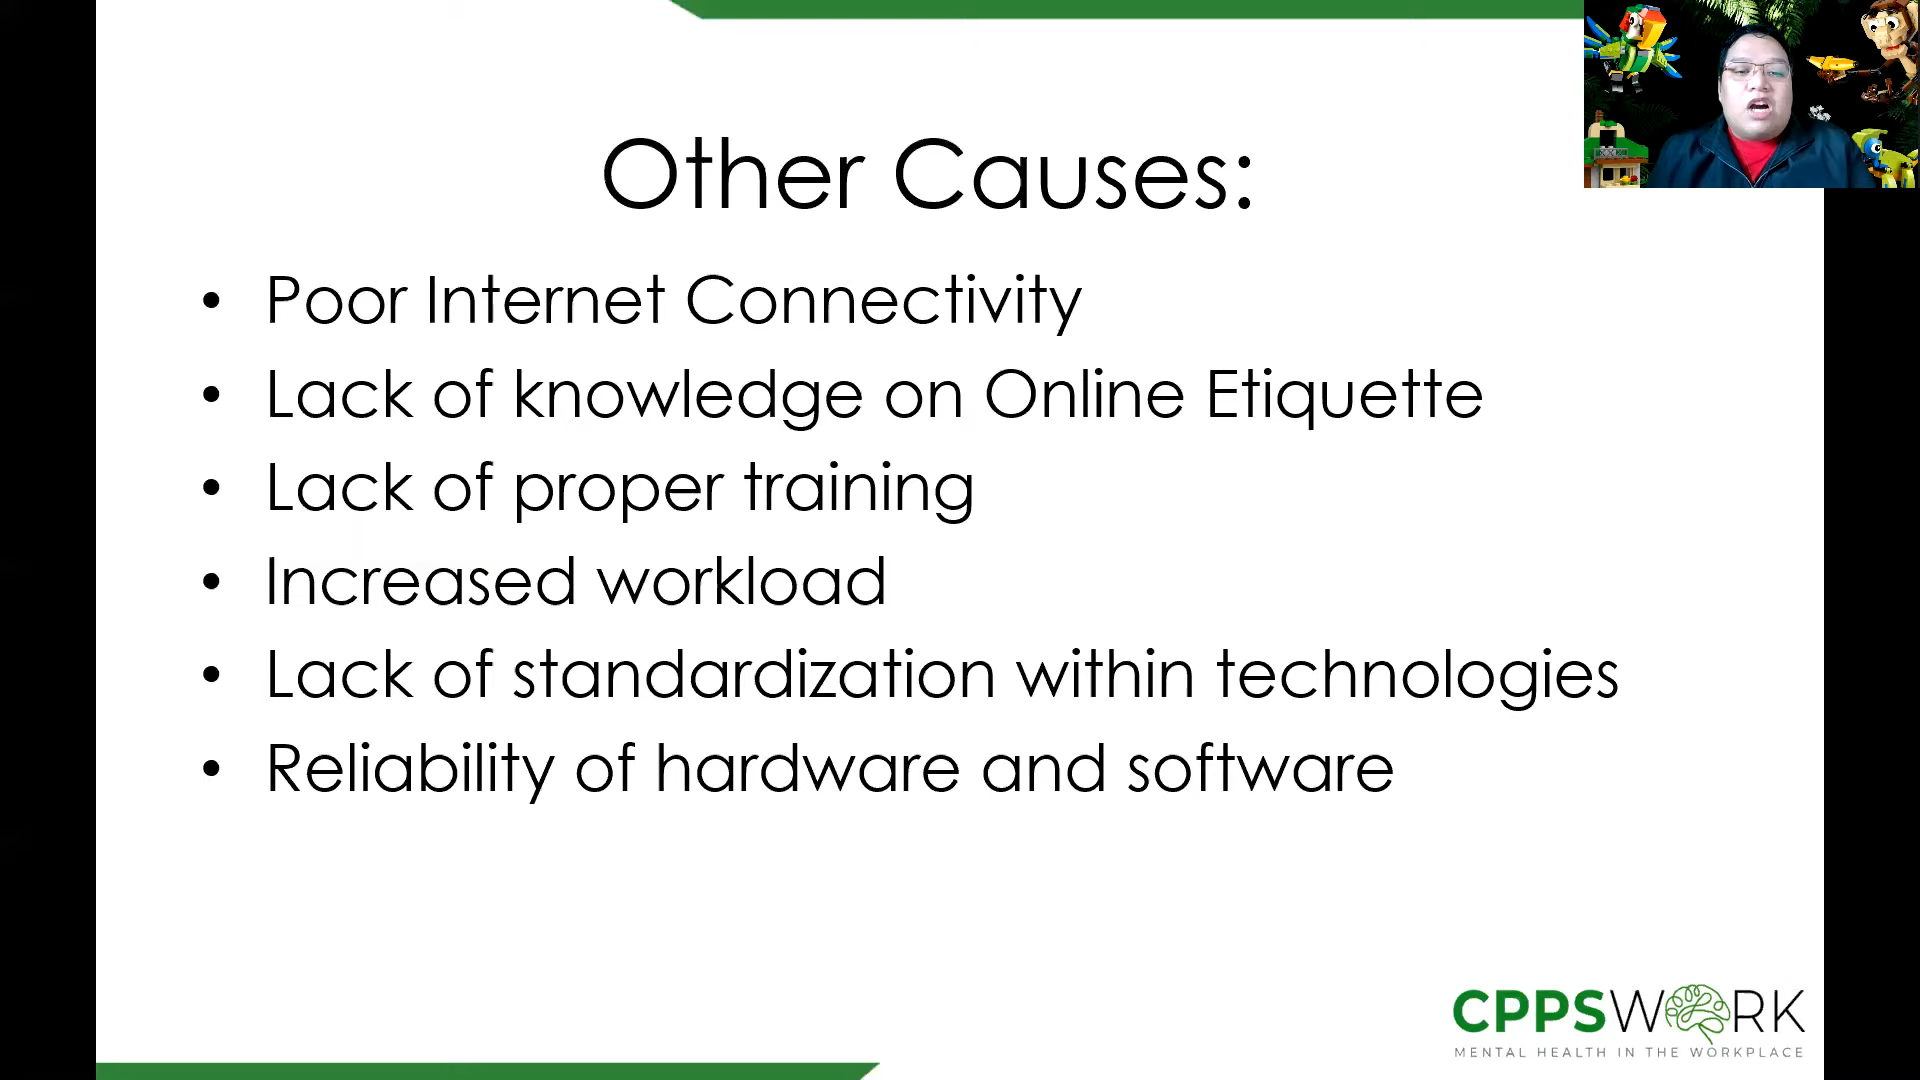 Other Causes:
• Poor Internet Connectivity
• Lack of knowledge on Online Etiquette
• Lack of proper training
• Increased workload
• Lack of standardization within technologies
• Reliability of hardware and software
CPPSWORK
MENTAL HEALTH IN THE WORKPLACE